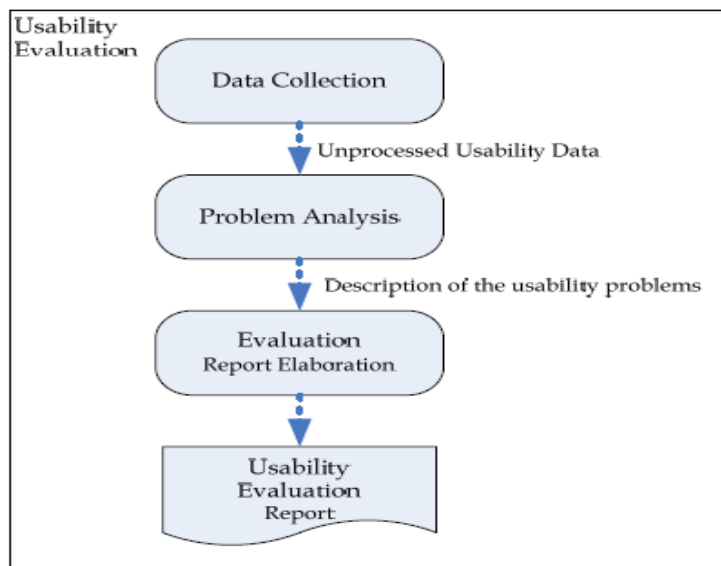 Usability
Evaluation
Data Collection
Unprocessed Usability Data
Problem Analysis
Description of the usability problems
Evaluation
Report Elaboration
Usability
Evaluation
Report